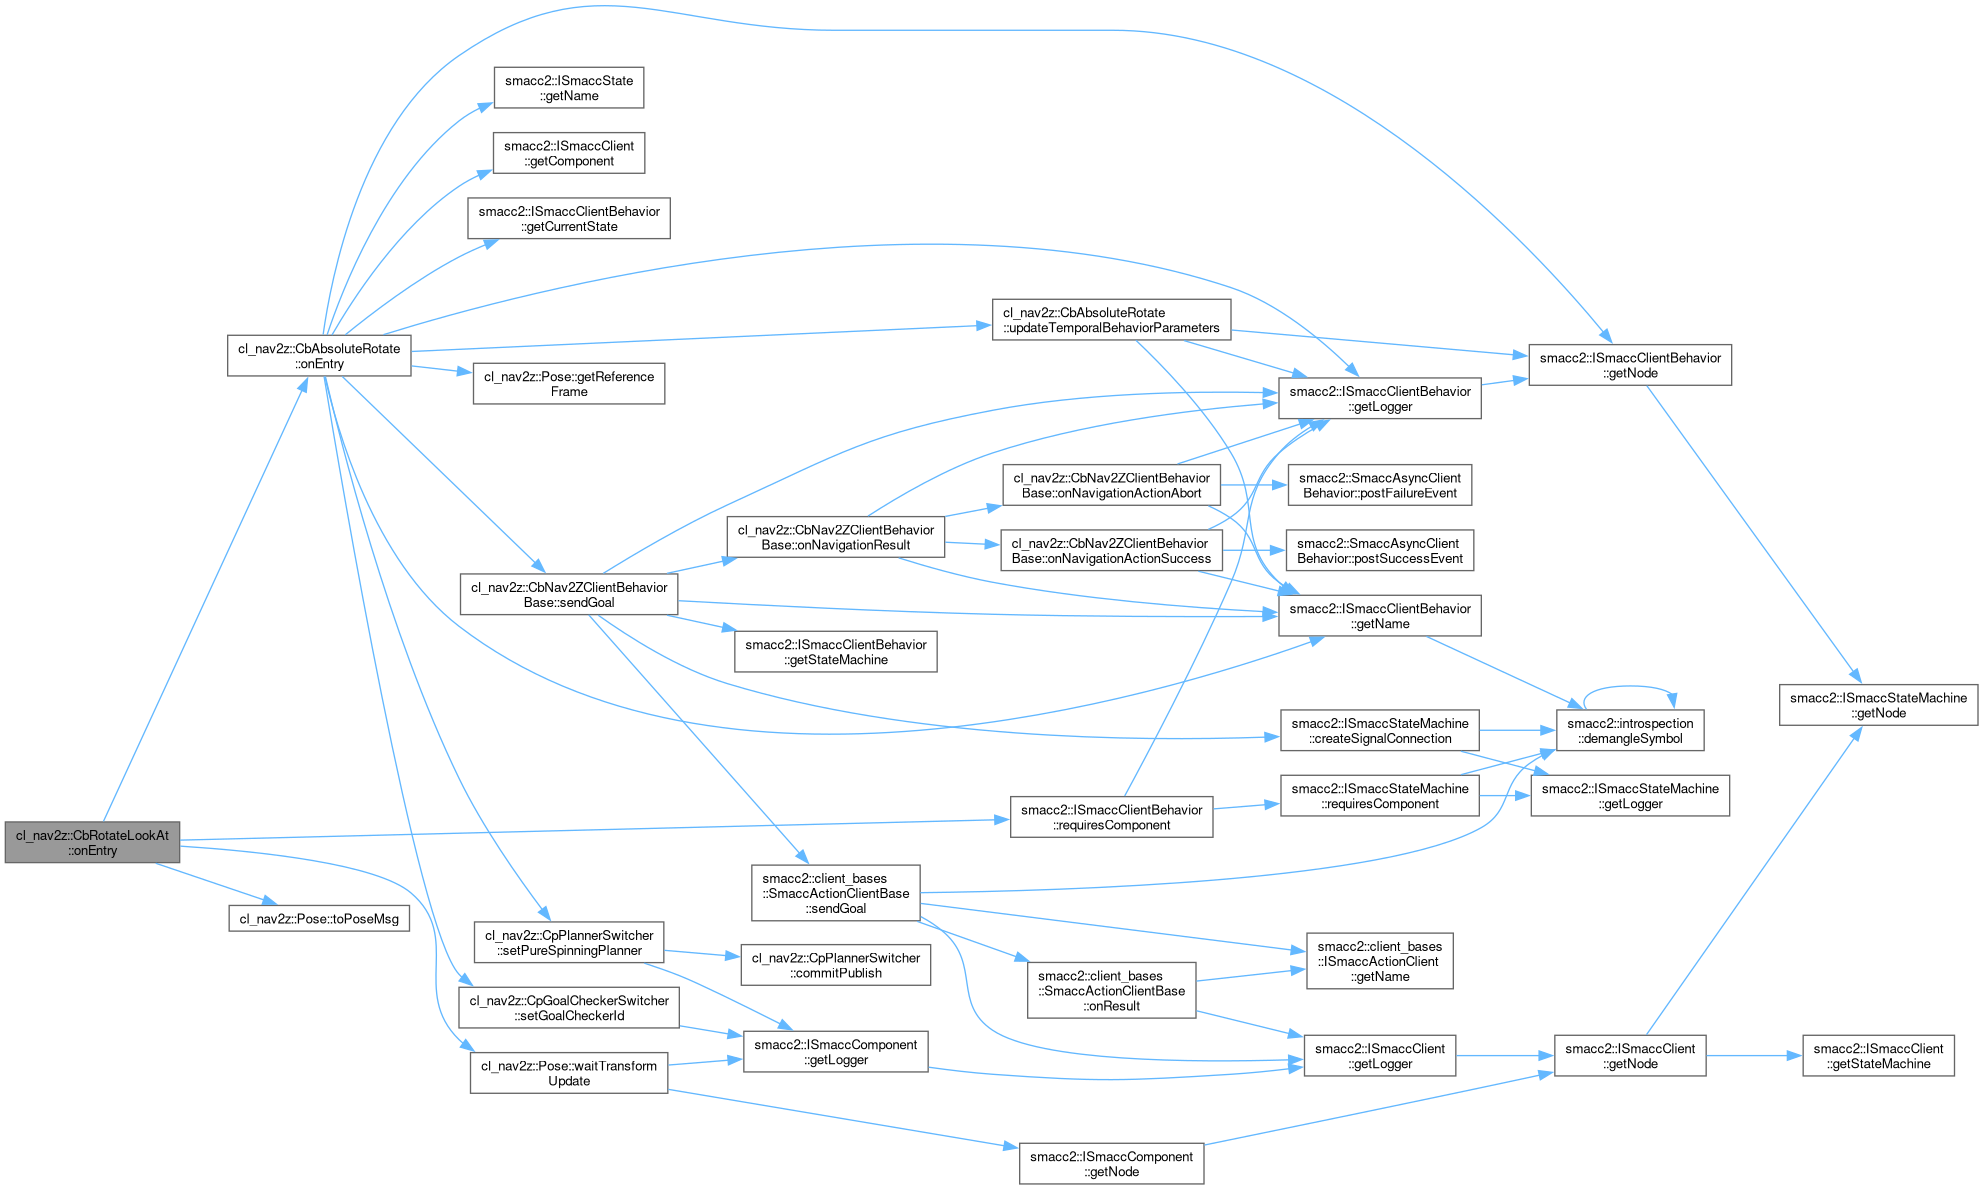 smacc2::ISmaccState
::getName
smacc2::ISmaccClient
::getComponent
smacc2::ISmaccClientBehavior
::getCurrentState
cl_nav2z::CbAbsoluteRotate
::onEntry
cl_nav2z::Pose::getReference
Frame
cl_nav2z::CbAbsoluteRotate
::updateTemporalBehaviorParameters
smacc2::ISmaccClientBehavior
::getNode
smacc2::ISmaccClientBehavior
::getLogger
cl_nav2z::CbNav2ZClientBehavior
Base::onNavigationActionAbort
smacc2::SmaccAsyncClient
Behavior::postFailureEvent
cl_nav2z::CbNav2ZClientBehavior
Base::onNavigationResult
cl_nav2z::CbNav2ZClientBehavior
Base::onNavigationActionSuccess
smacc2::SmaccAsyncClient
Behavior::postSuccessEvent
cl_nav2z::CbNav2ZClientBehavior
Base::sendGoal
smacc2::ISmaccClientBehavior
::getName
smacc2::ISmaccClientBehavior
::getStateMachine
smacc2::ISmaccStateMachine
::getNode
smacc2::ISmaccStateMachine
::createSignalConnection
smacc2::introspection
::demangleSymbol
smacc2::ISmaccStateMachine
::requiresComponent
smacc2::ISmaccStateMachine
::getLogger
smacc2::ISmaccClientBehavior
::requiresComponent
cl_nav2z::CbRotateLookAt
::onEntry
smacc2::client_bases
::SmaccActionClientBase
::sendGoal
cl_nav2z::Pose::toPoseMsg
cl_nav2z::CpPlannerSwitcher
::setPureSpinningPlanner
cl_nav2z::CpPlannerSwitcher
::commitPublish
smacc2::client_bases
::ISmaccActionClient
::getName
smacc2::client_bases
::SmaccActionClientBase
::onResult
cl_nav2z::CpGoalCheckerSwitcher
::setGoalCheckerId
smacc2::ISmaccComponent
::getLogger
smacc2::ISmaccClient
::getLogger
smacc2::ISmaccClient
::getNode
smacc2::ISmaccClient
::getStateMachine
cl_nav2z::Pose::waitTransform
Update
smacc2::ISmaccComponent
::getNode